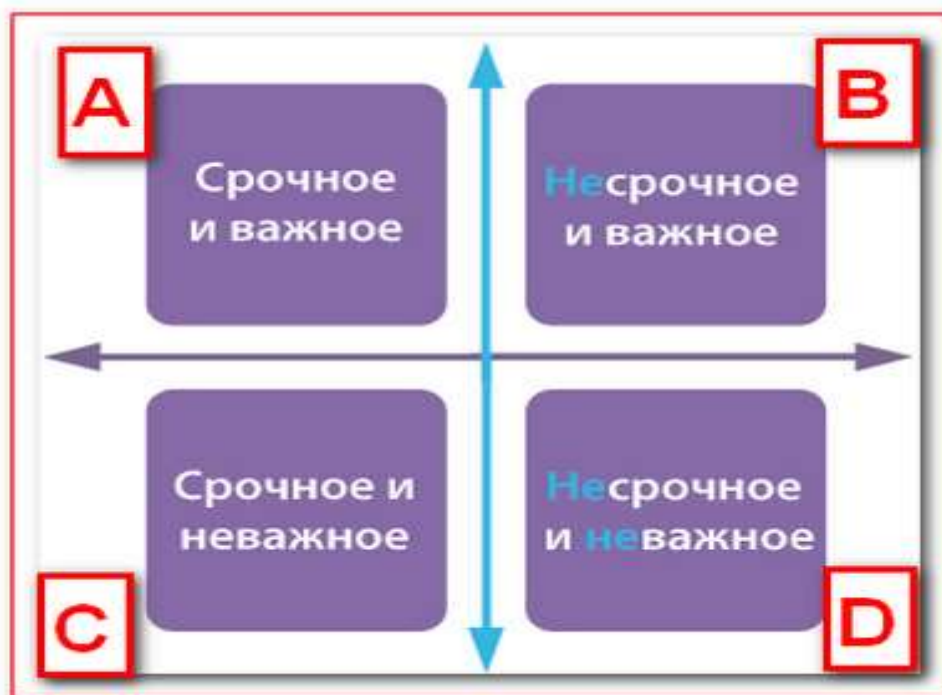 A
Срочное
и важное
B
Несрочное
и важное
C
Срочное и
неважное
D
Несрочное
и неважное